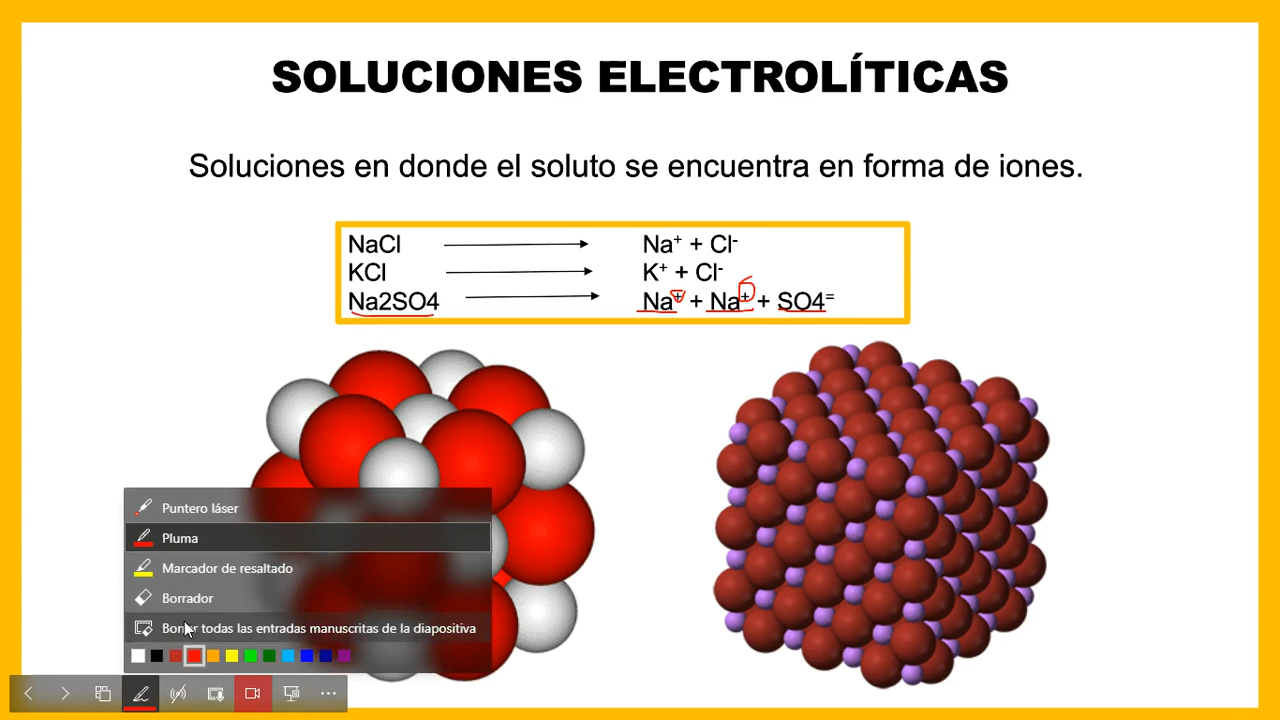 SOLUCIONES ELECTROLÍTICAS
Soluciones en donde el soluto se encuentra en forma de iones.
NaCl Na⁺ + Cl⁻
KCl K⁺ + Cl⁻
Na2SO4 Na⁺ + Na⁺ + SO4⁼
Puntero láser
Pluma
Marcador de resaltado
Borrador
Borrar todas las entradas manuscritas de la diapositiva